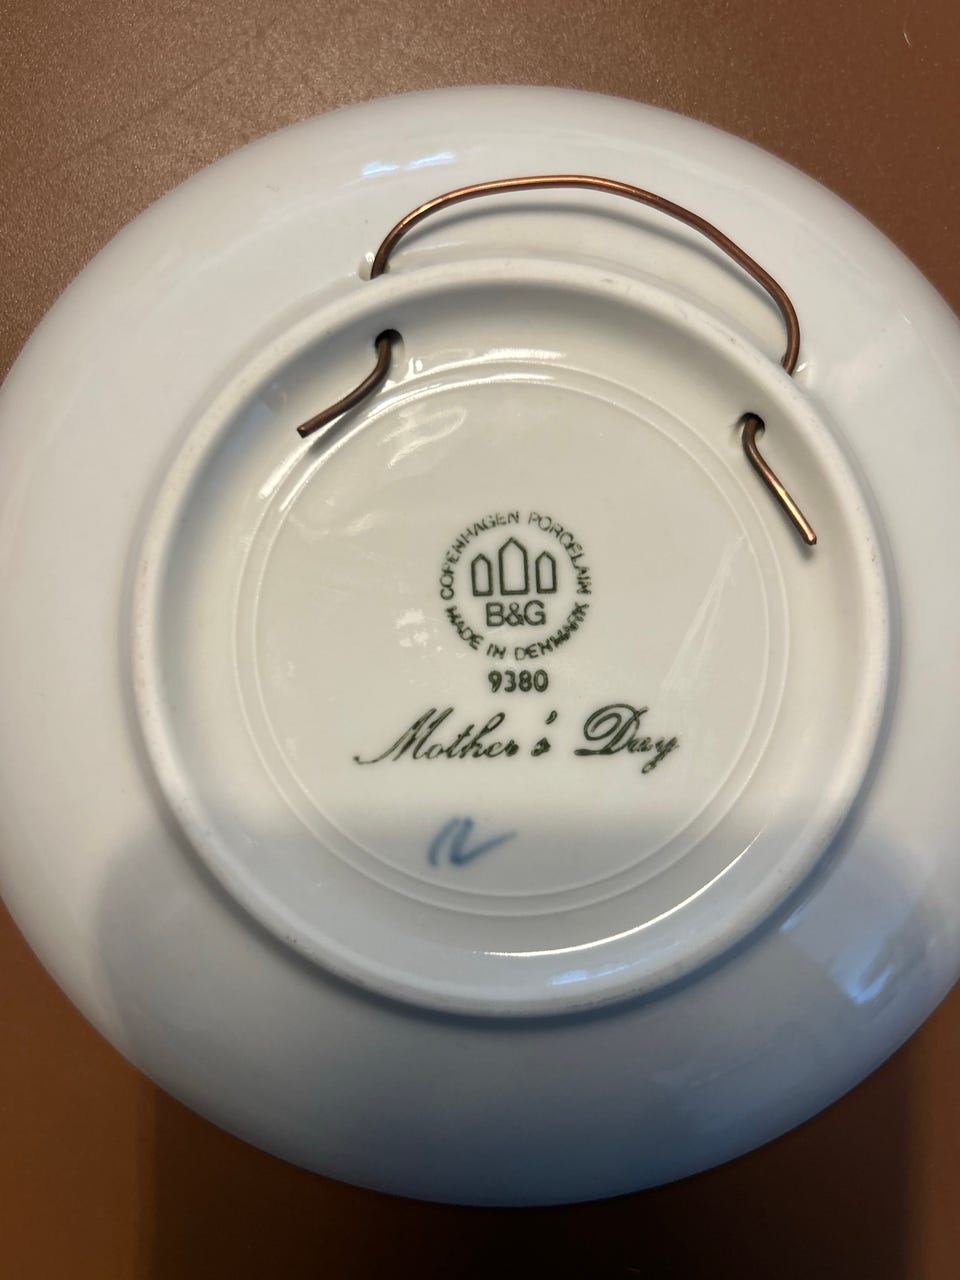 COPENHAGEN PORCELAIN
B&G
MADE IN DENMARK
9380
Mother's Day